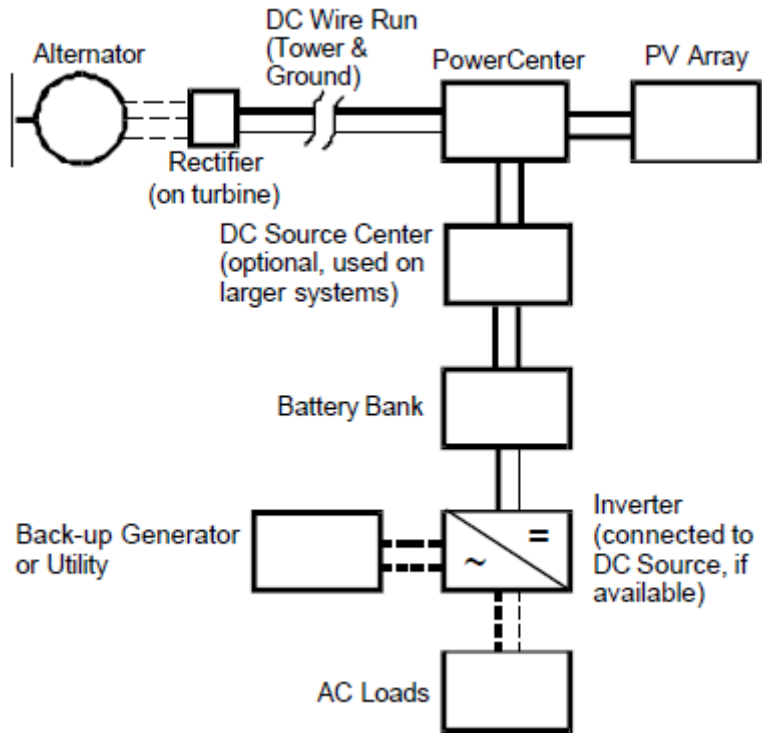 DC Wire Run
(Tower &
Ground)
Alternator
PowerCenter
PV Array
Rectifier
(on turbine)
DC Source Center
(optional, used on
larger systems)
Battery Bank
Back-up Generator
or Utility
~ =
Inverter
(connected to
DC Source, if
available)
AC Loads